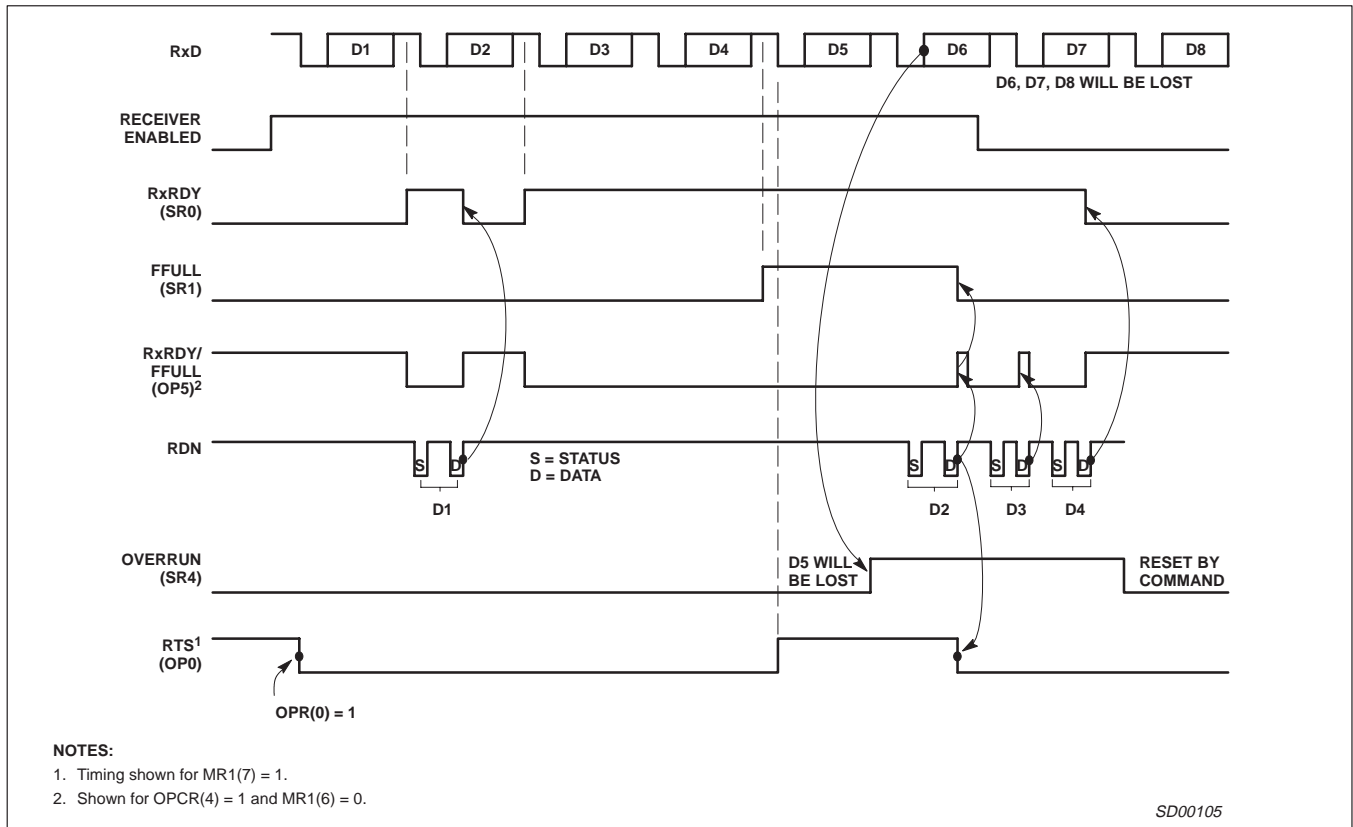 RxD
D1 D2 D3 D4 D5 D6 D7 D8
D6, D7, D8 WILL BE LOST
RECEIVER
ENABLED
RxRDY
(SR0)
FFULL
(SR1)
RxRDY/
FFULL
(OP5)2
RDN
S D S D S D S D
S = STATUS
D = DATA
D1 D2 D3 D4
OVERRUN
(SR4)
D5 WILL
BE LOST
RESET BY
COMMAND
RTS1
(OP0)
OPR(0) = 1
NOTES:
1. Timing shown for MR1(7) = 1.
2. Shown for OPCR(4) = 1 and MR1(6) = 0.
SD00105